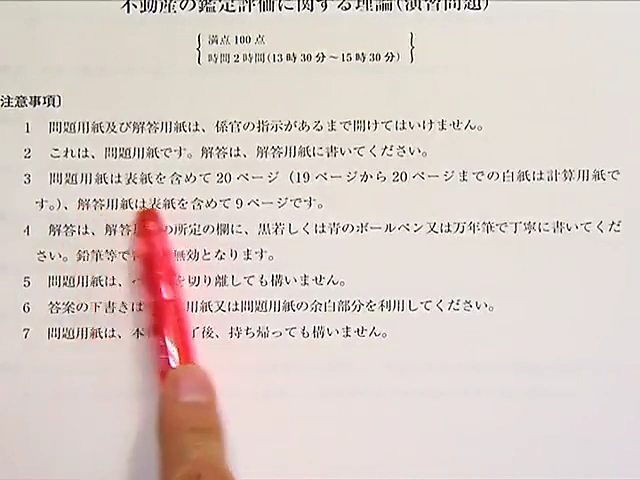 不動産の鑑定評価に関する理論(演習問題)
満点 100 点
時間 2 時間(13 時 30 分～15 時 30 分)
注意事項〕
1 問題用紙及び解答用紙は、係官の指示があるまで開けてはいけません。
2 これは、問題用紙です。解答は、解答用紙に書いてください。
3 問題用紙は表紙を含めて 20 ページ（19 ページから 20 ページまでの白紙は計算用紙で
す。）、解答用紙は表紙を含めて 9 ページです。
4 解答は、解答 の所定の欄に、黒若しくは青のボールペン又は万年筆で丁寧に書いてくだ
さい。鉛筆等で 無効となります。
5 問題用紙は、 を切り離しても構いません。
6 答案の下書きは 用紙又は問題用紙の余白部分を利用してください。
7 問題用紙は、本 了後、持ち帰っても構いません。